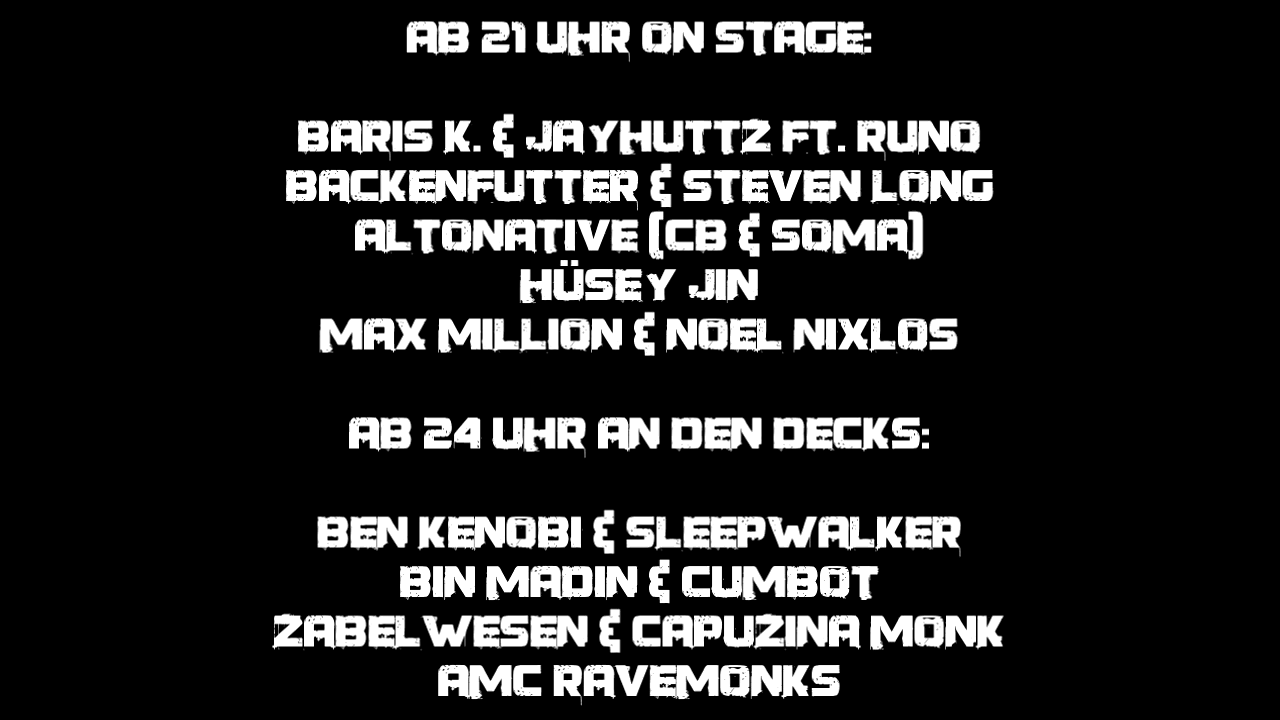 AB 21 UHR ON STAGE:
BARIS K. & JAYHUTTZ FT. RUNO
BACKENFUTTER & STEVEN LONG
ALTONATIVE (CB & SOMA)
HÜSEY JIN
MAX MILLION & NOEL NIXLOS
AB 24 UHR AN DEN DECKS:
BEN KENOBI & SLEEPWALKER
BIN MADIN & CUMBOT
ZABELWESEN & CAPUZINA MONK
AMC RAVEMONKS